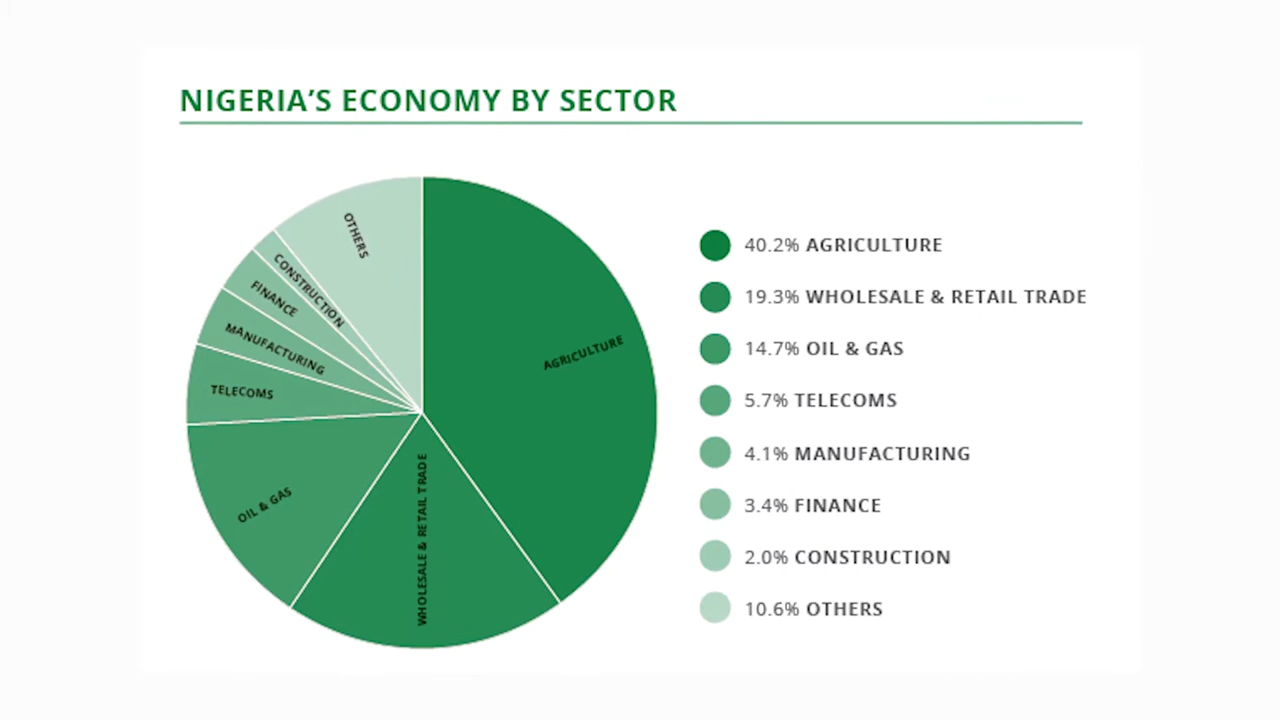 NIGERIA'S ECONOMY BY SECTOR
OTHERS
CONSTRUCTION
FINANCE
MANUFACTURING
TELECOMS
OIL & GAS
WHOLESALE & RETAIL TRADE
AGRICULTURE
40.2% AGRICULTURE
19.3% WHOLESALE & RETAIL TRADE
14.7% OIL & GAS
5.7% TELECOMS
4.1% MANUFACTURING
3.4% FINANCE
2.0% CONSTRUCTION
10.6% OTHERS